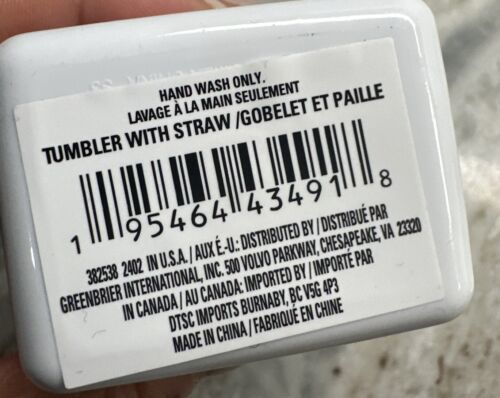 HAND WASH ONLY.
LAVAGE À LA MAIN SEULEMENT
TUMBLER WITH STRAW /GOBELET ET PAILLE
1 95464 43491 8
382538 2402 IN U.S.A. / AUX É.-U.: DISTRIBUTED BY / DISTRIBUÉ PAR
GREENBRIER INTERNATIONAL, INC. 500 VOLVO PARKWAY, CHESAPEAKE, VA 23320
IN CANADA / AU CANADA: IMPORTED BY / IMPORTÉ PAR
DTSC IMPORTS BURNABY, BC V5G 4P3
MADE IN CHINA / FABRIQUÉ EN CHINE